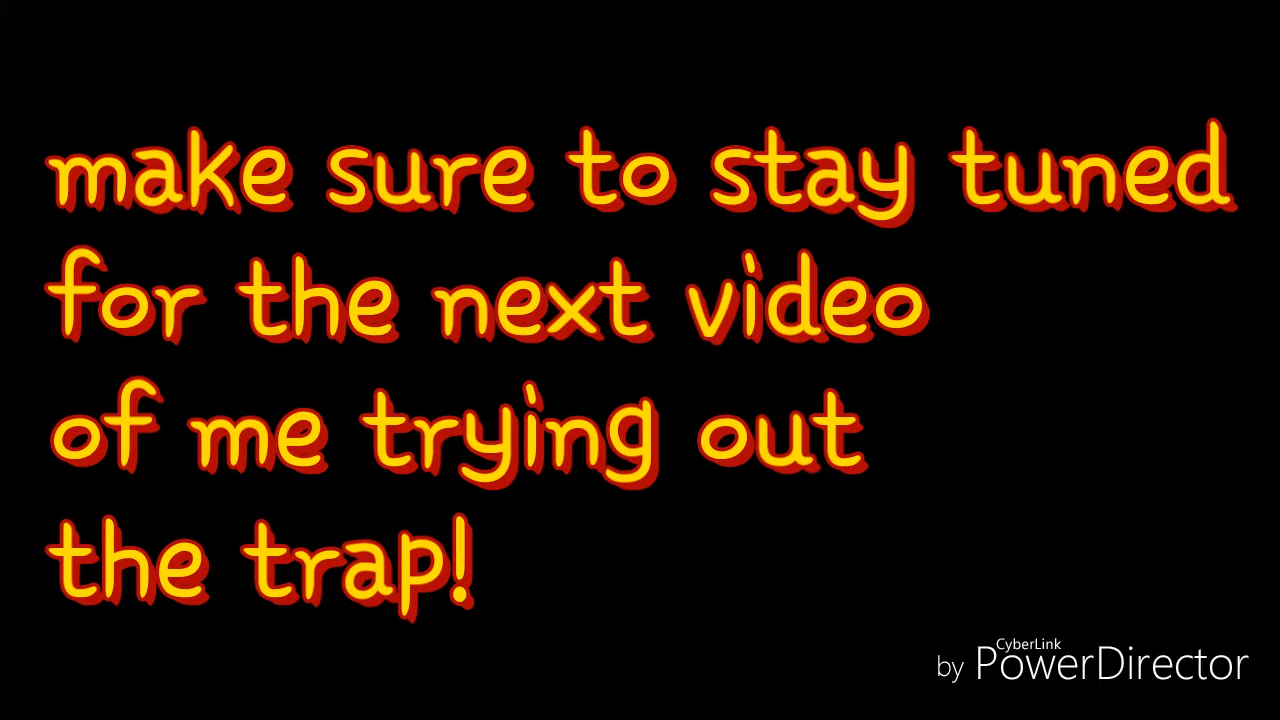 make sure to stay tuned
for the next video
of me trying out
the trap!
CyberLink
by PowerDirector